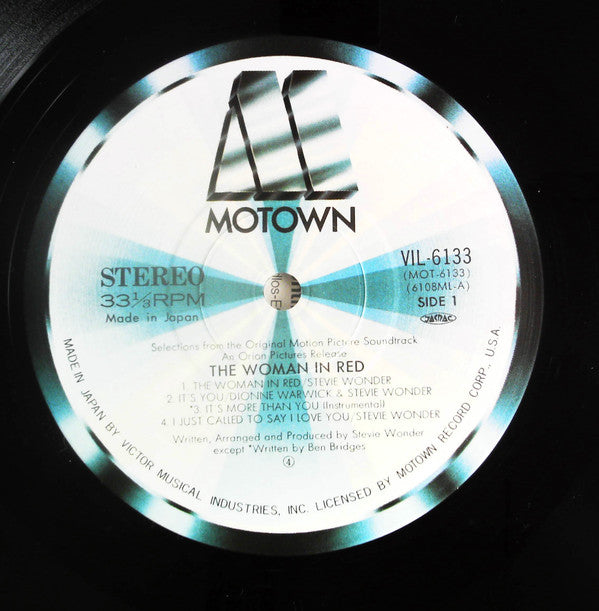 MOTOWN
STEREO
33⅓RPM
Made in Japan
VIL-6133
(MOT-6133)
(6108ML-A)
SIDE 1
Selections from the Original Motion Picture Soundtrack
An Orion Pictures Release
THE WOMAN IN RED
1. THE WOMAN IN RED/STEVIE WONDER
2. IT'S YOU/DIONNE WARWICK & STEVIE WONDER
*3. IT'S MORE THAN YOU (Instrumental)
4. I JUST CALLED TO SAY I LOVE YOU/STEVIE WONDER
Written, Arranged and Produced by Stevie Wonder
except *Written by Ben Bridges
④
MADE IN JAPAN BY VICTOR MUSICAL INDUSTRIES, INC. LICENSED BY MOTOWN RECORD CORP., U.S.A.